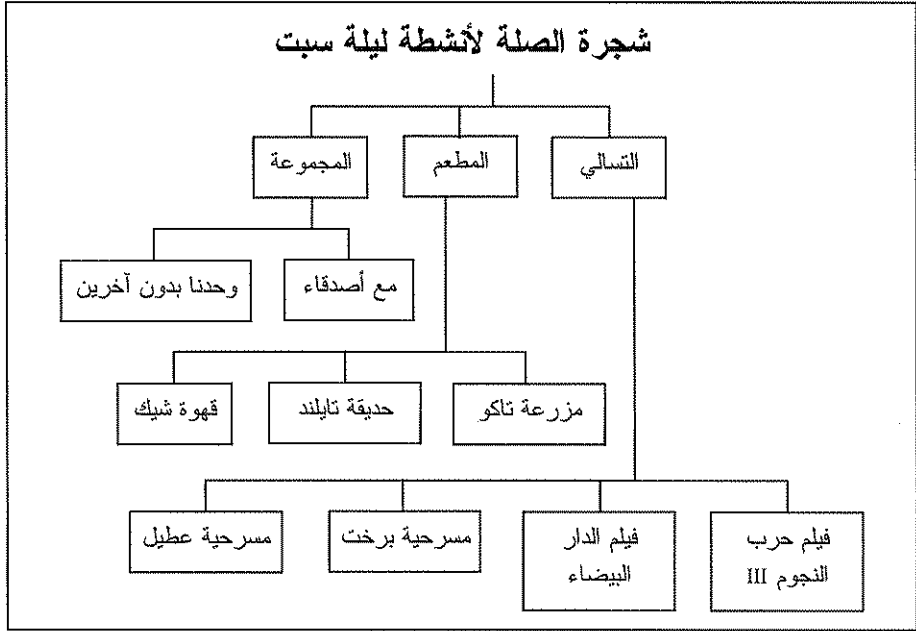 شجرة الصلة لأنشطة ليلة سبت
التسالي
المطعم
المجموعة
مع أصدقاء
وحدنا بدون آخرين
مزرعة تاكو
حديقة تايلند
قهوة شيك
فيلم حرب
النجوم III
فيلم الدار
البيضاء
مسرحية برخت
مسرحية عطيل